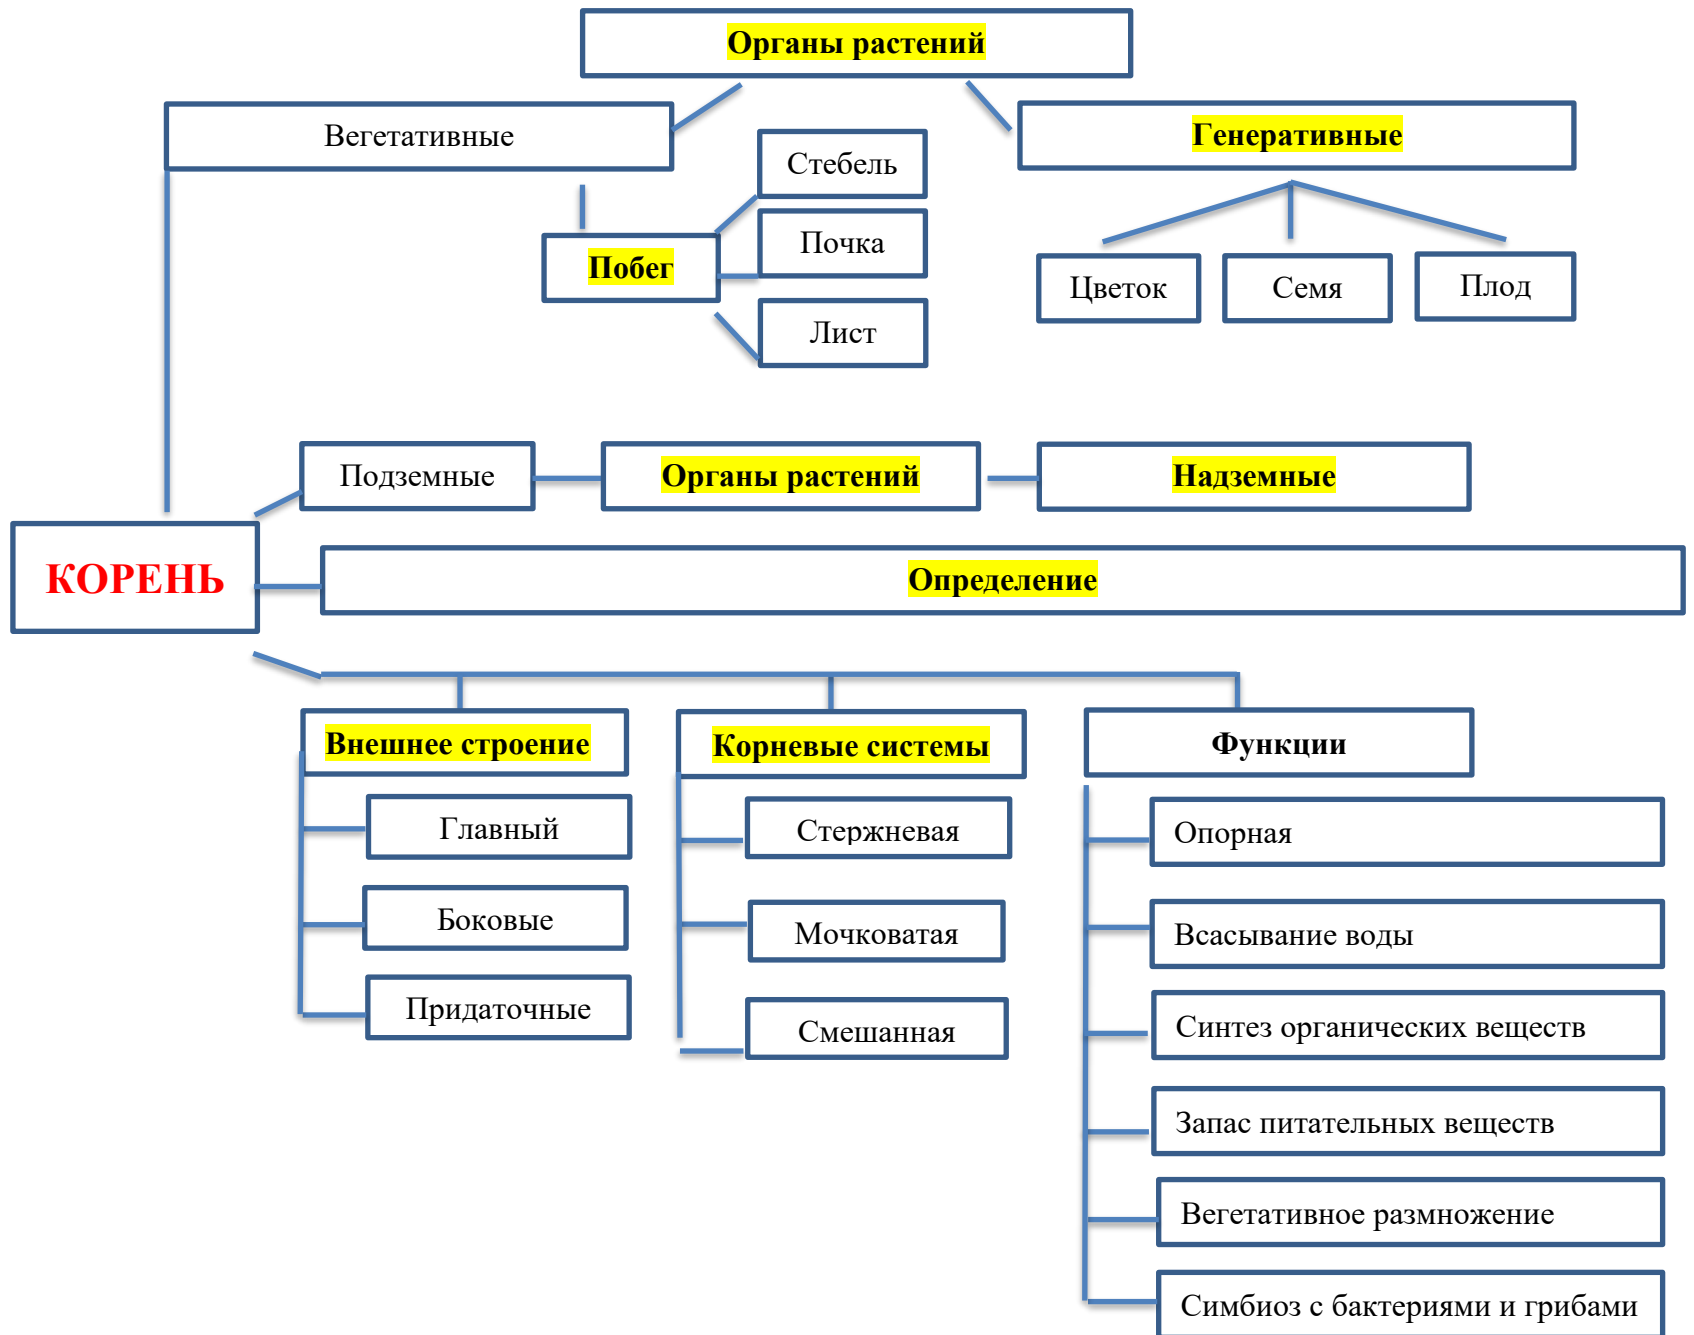 Органы растений
Вегетативные
Генеративные
Стебель
Почка
Побег
Лист
Цветок
Семя
Плод
Подземные
Органы растений
Надземные
КОРЕНЬ
Определение
Внешнее строение
Корневые системы
Функции
Главный
Боковые
Придаточные
Стержневая
Мочковатая
Смешанная
Опорная
Всасывание воды
Синтез органических веществ
Запас питательных веществ
Вегетативное размножение
Симбиоз с бактериями и грибами